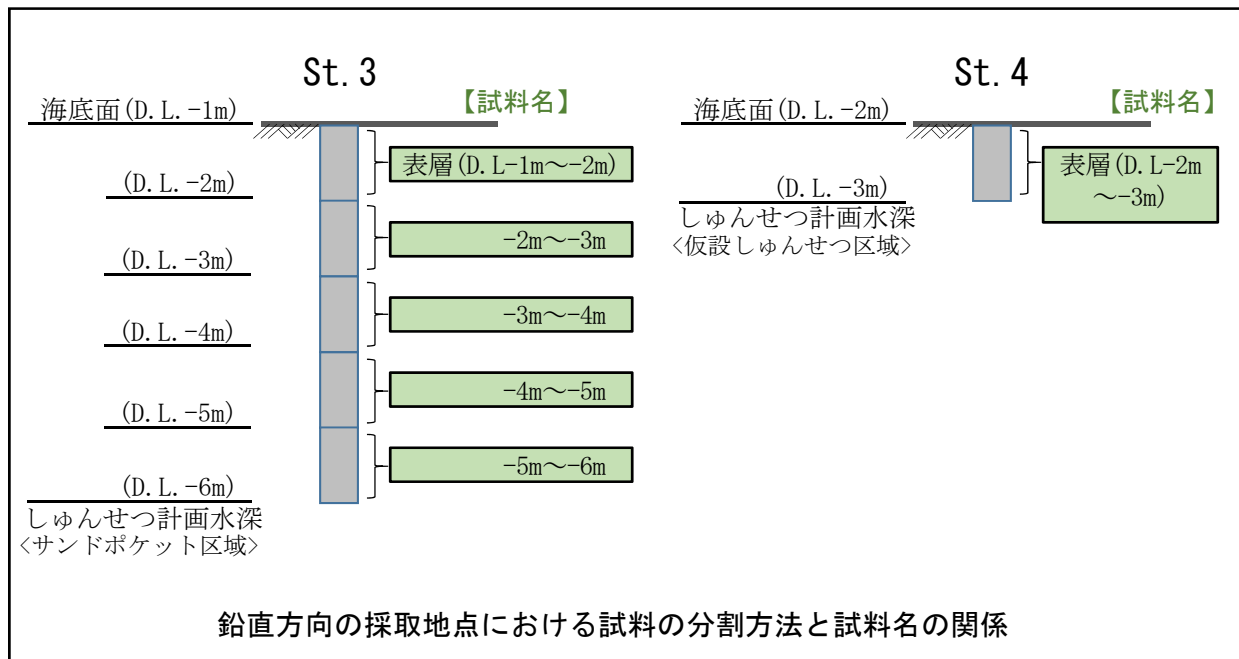 St.3
【試料名】
海底面(D.L.-1m)
表層(D.L-1m～-2m)
(D.L.-2m)
-2m～-3m
(D.L.-3m)
-3m～-4m
(D.L.-4m)
-4m～-5m
(D.L.-5m)
-5m～-6m
(D.L.-6m)
しゅんせつ計画水深
<サンドポケット区域>
St.4
【試料名】
海底面(D.L.-2m)
表層(D.L-2m
～-3m)
(D.L.-3m)
しゅんせつ計画水深
<仮設しゅんせつ区域>
鉛直方向の採取地点における試料の分割方法と試料名の関係